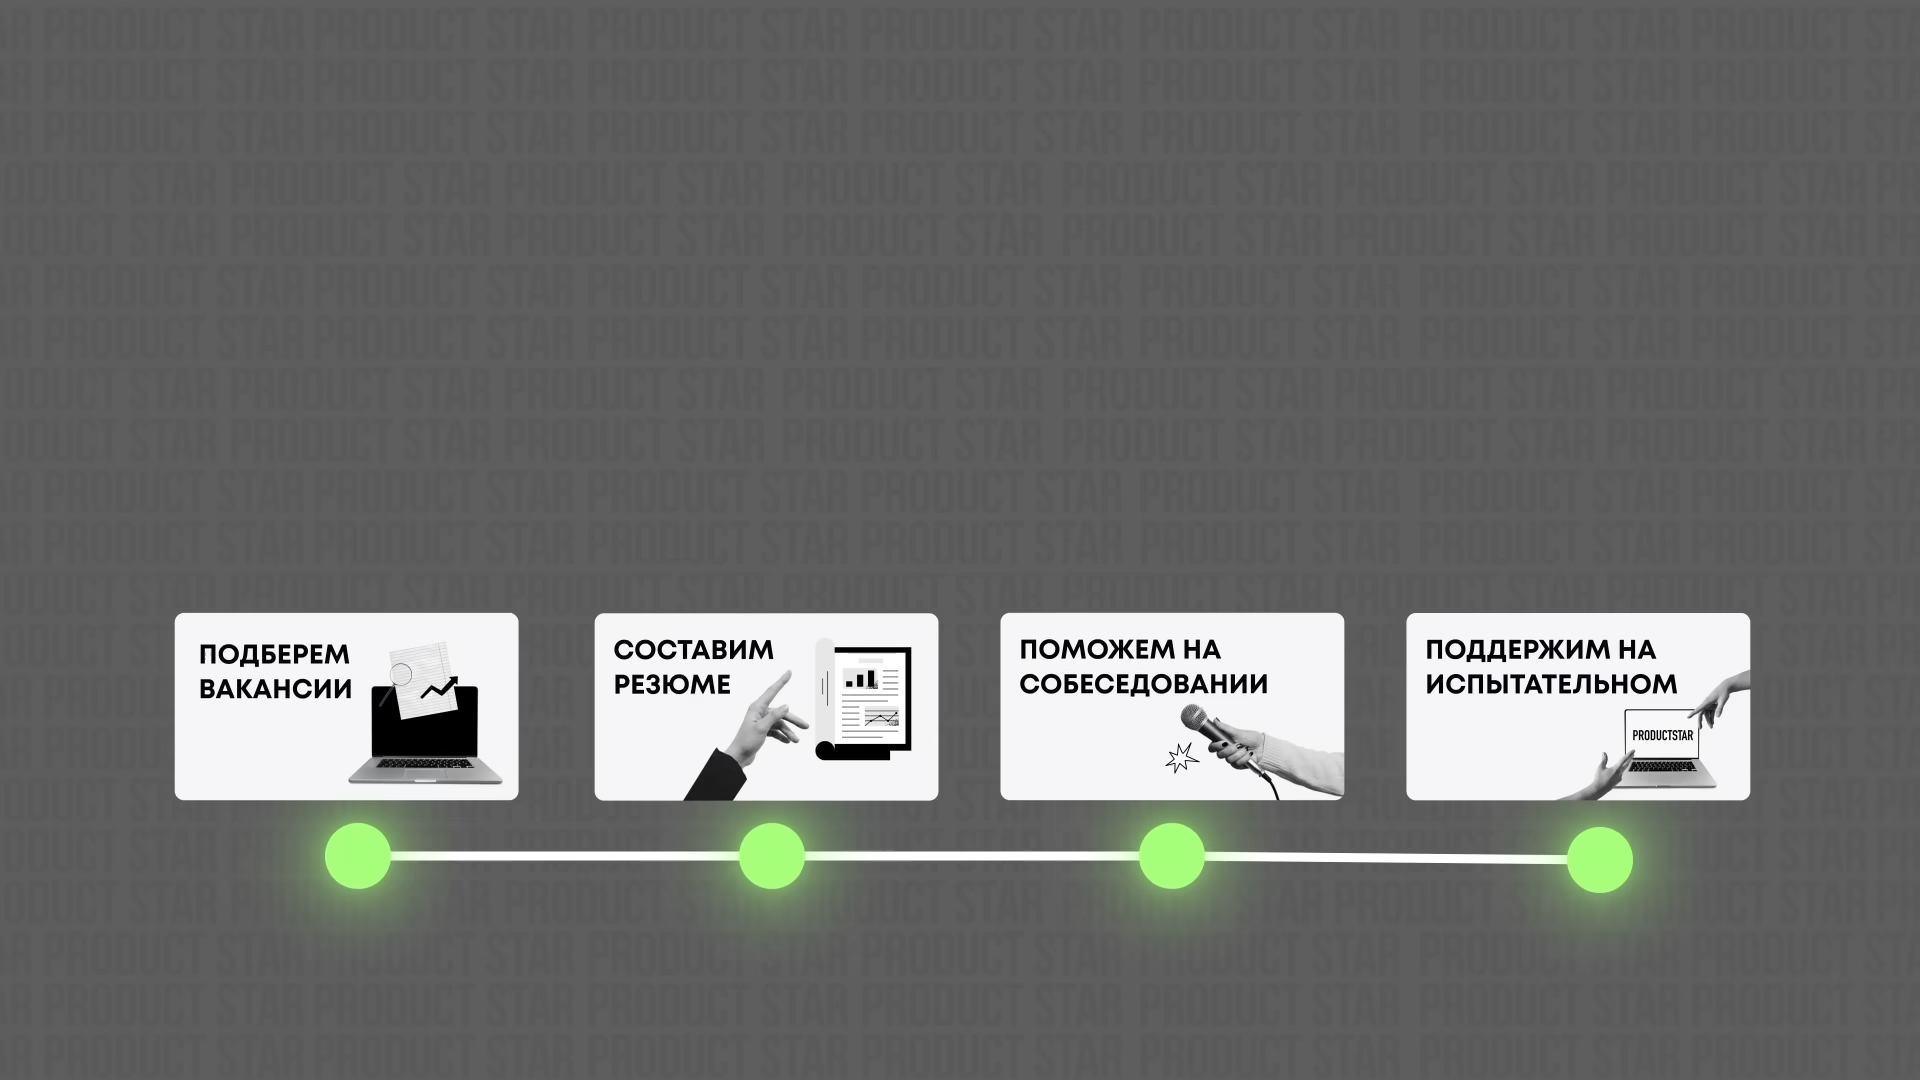 ПОДБЕРЕМ
ВАКАНСИИ
СОСТАВИМ
РЕЗЮМЕ
ПОМОЖЕМ НА
СОБЕСЕДОВАНИИ
ПОДДЕРЖИМ НА
ИСПЫТАТЕЛЬНОМ
PRODUCTSTAR